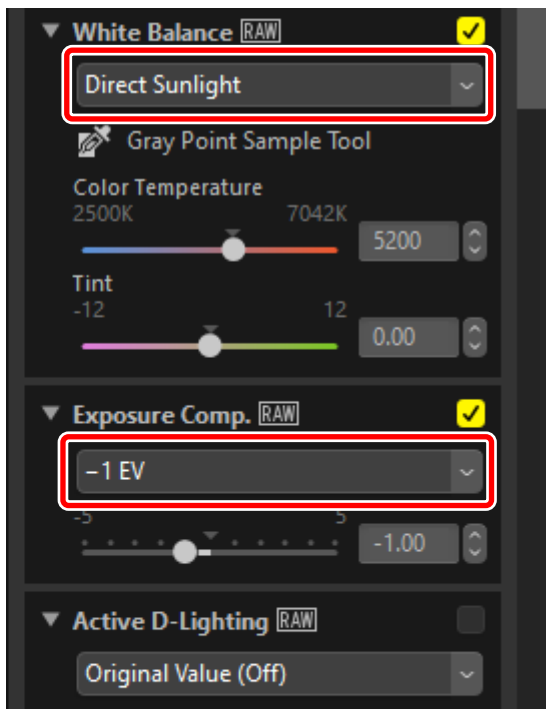 White Balance RAW
Direct Sunlight
Gray Point Sample Tool
Color Temperature
2500K 7042K
5200
Tint
-12 12
0.00
Exposure Comp. RAW
−1 EV
-5 5
-1.00
Active D-Lighting RAW
Original Value (Off)